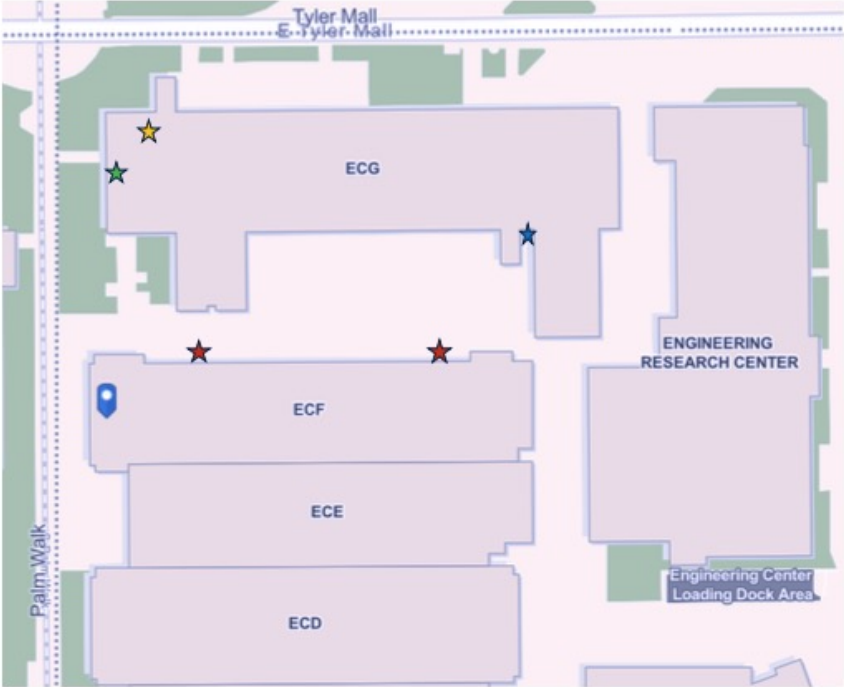 Tyler Mall
E Tyler Mall
ECG
ENGINEERING
RESEARCH CENTER
ECF
ECE
Palm Walk
Engineering Center
Loading Dock Area
ECD